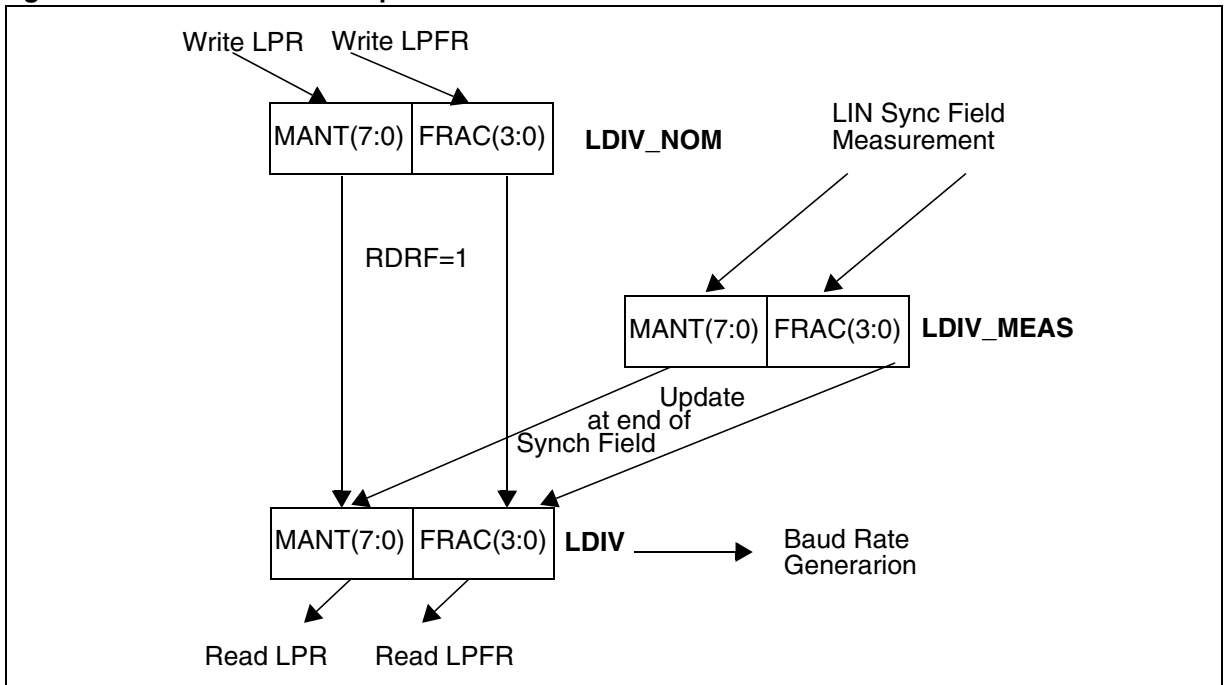 Write LPR
Write LPFR
MANT(7:0)
FRAC(3:0)
LDIV_NOM
LIN Sync Field
Measurement
RDRF=1
MANT(7:0)
FRAC(3:0)
LDIV_MEAS
Update
at end of
Synch Field
MANT(7:0)
FRAC(3:0)
LDIV
Baud Rate
Generarion
Read LPR
Read LPFR